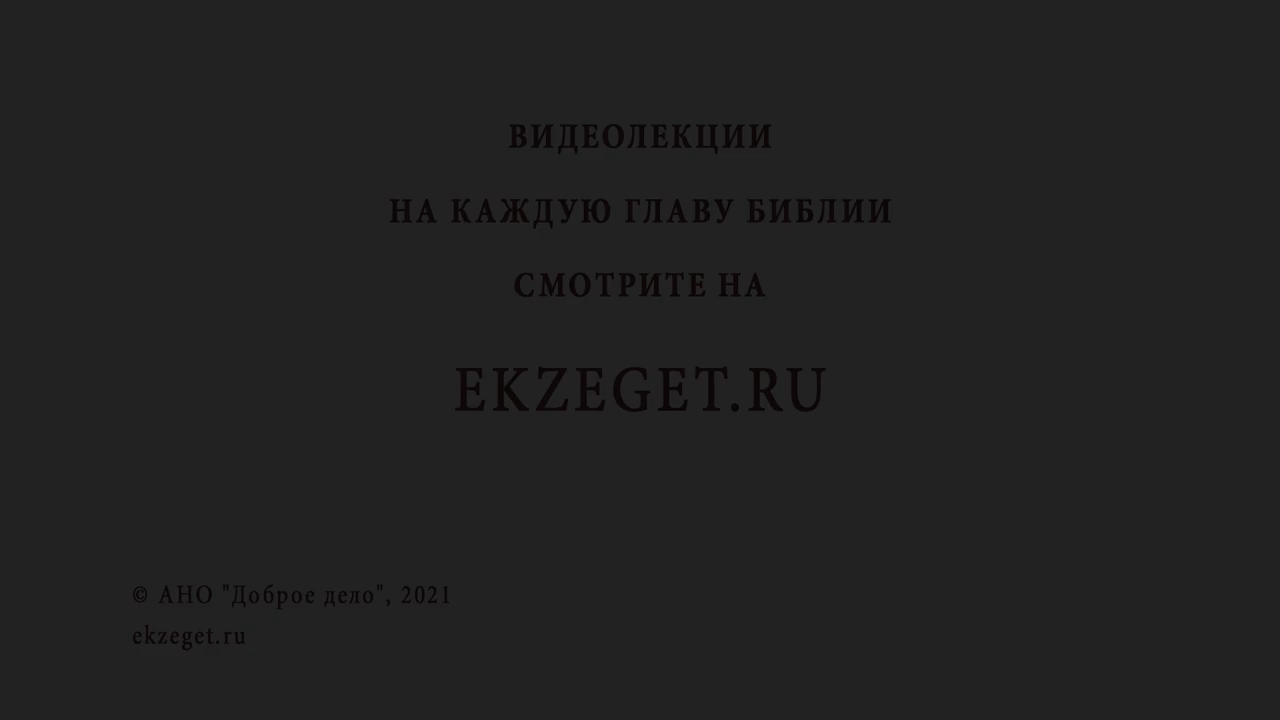 ВИДЕОЛЕКЦИИ
НА КАЖДУЮ ГЛАВУ БИБЛИИ
СМОТРИТЕ НА
EKZEGET.RU
© АНО "Доброе дело", 2021
ekzeget.ru